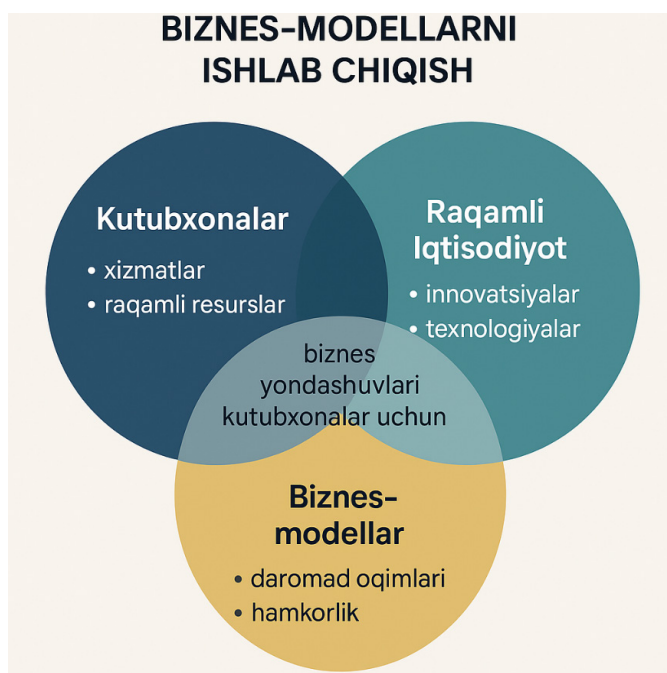 BIZNES-MODELLARNI
ISHLAB CHIQISH
Kutubxonalar
• xizmatlar
• raqamli resurslar
Raqamli
Iqtisodiyot
• innovatsiyalar
• texnologiyalar
biznes
yondashuvlari
kutubxonalar uchun
Biznes-
modellar
• daromad oqimlari
• hamkorlik